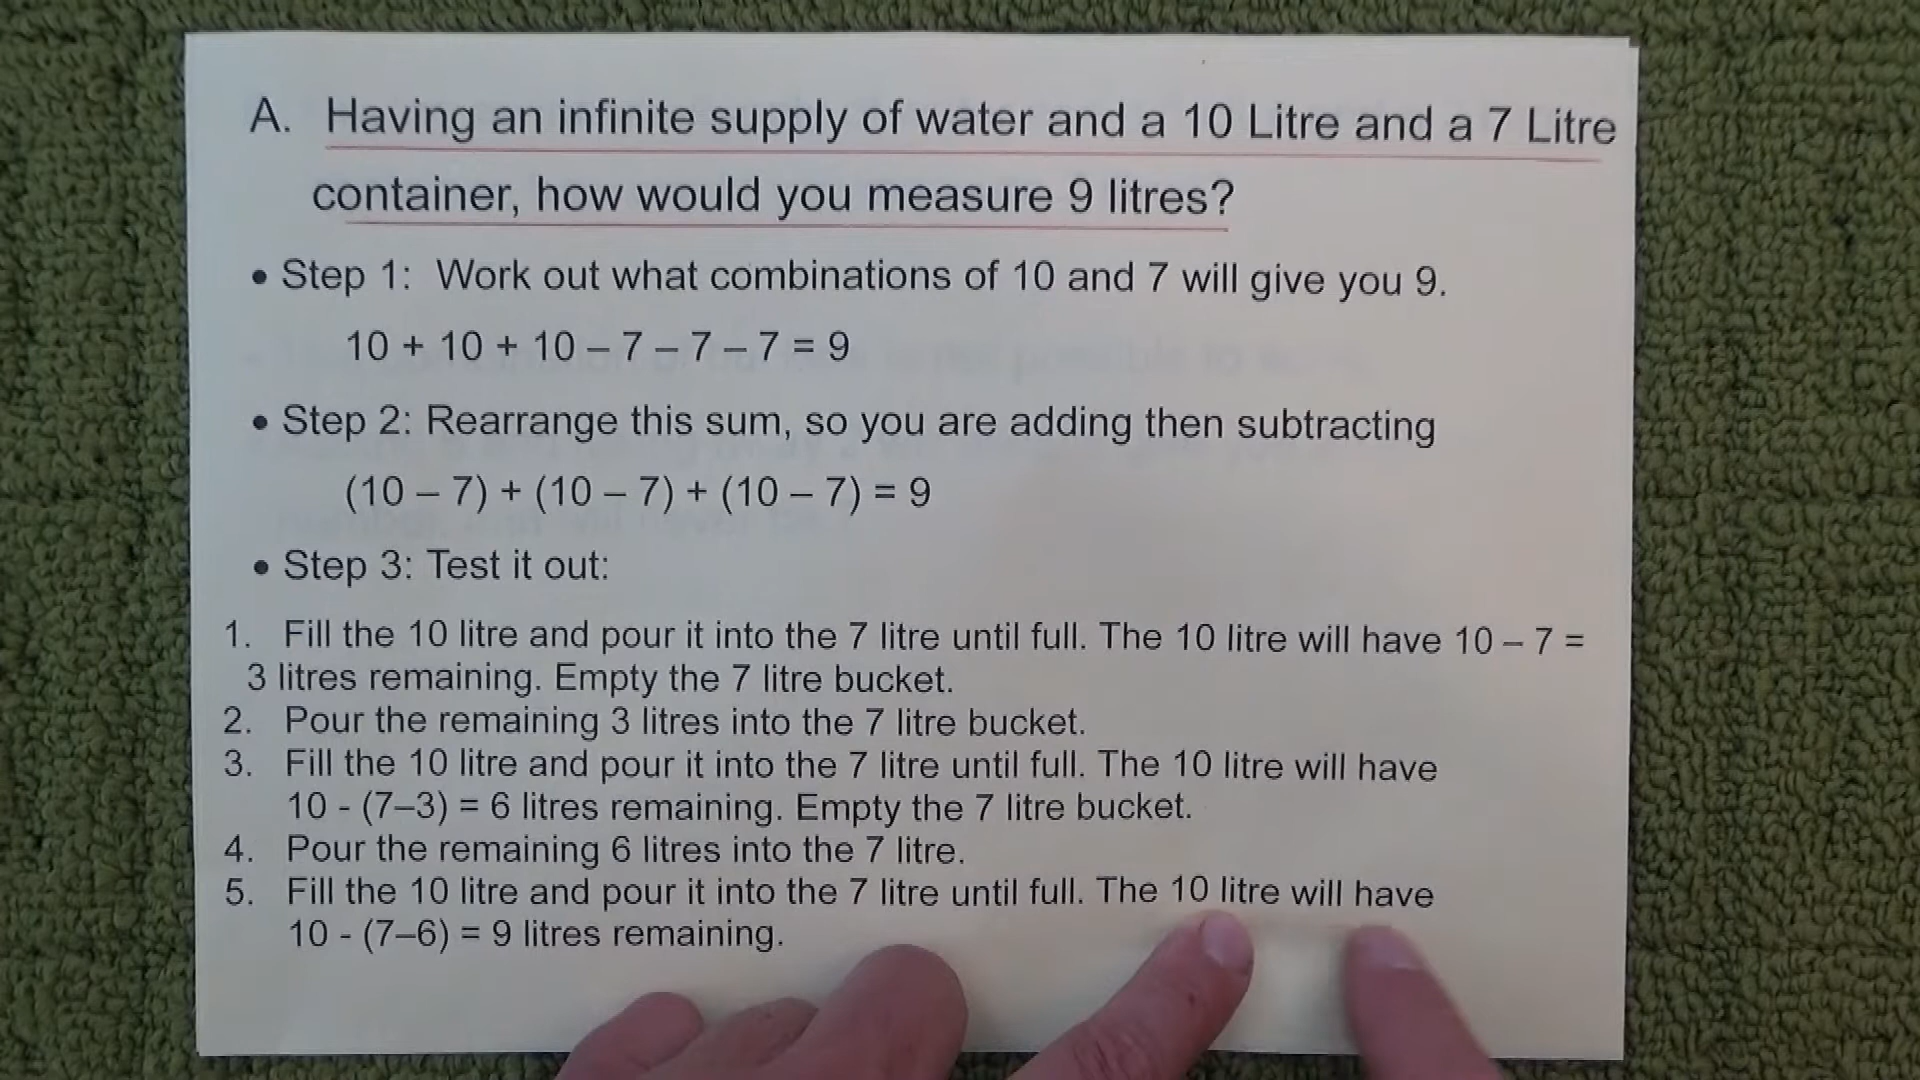 A. Having an infinite supply of water and a 10 Litre and a 7 Litre
container, how would you measure 9 litres?
• Step 1: Work out what combinations of 10 and 7 will give you 9.
10 + 10 + 10 – 7 – 7 – 7 = 9
• Step 2: Rearrange this sum, so you are adding then subtracting
(10 – 7) + (10 – 7) + (10 – 7) = 9
• Step 3: Test it out:
1. Fill the 10 litre and pour it into the 7 litre until full. The 10 litre will have 10 – 7 =
3 litres remaining. Empty the 7 litre bucket.
2. Pour the remaining 3 litres into the 7 litre bucket.
3. Fill the 10 litre and pour it into the 7 litre until full. The 10 litre will have
10 - (7–3) = 6 litres remaining. Empty the 7 litre bucket.
4. Pour the remaining 6 litres into the 7 litre.
5. Fill the 10 litre and pour it into the 7 litre until full. The 10 litre will have
10 - (7–6) = 9 litres remaining.